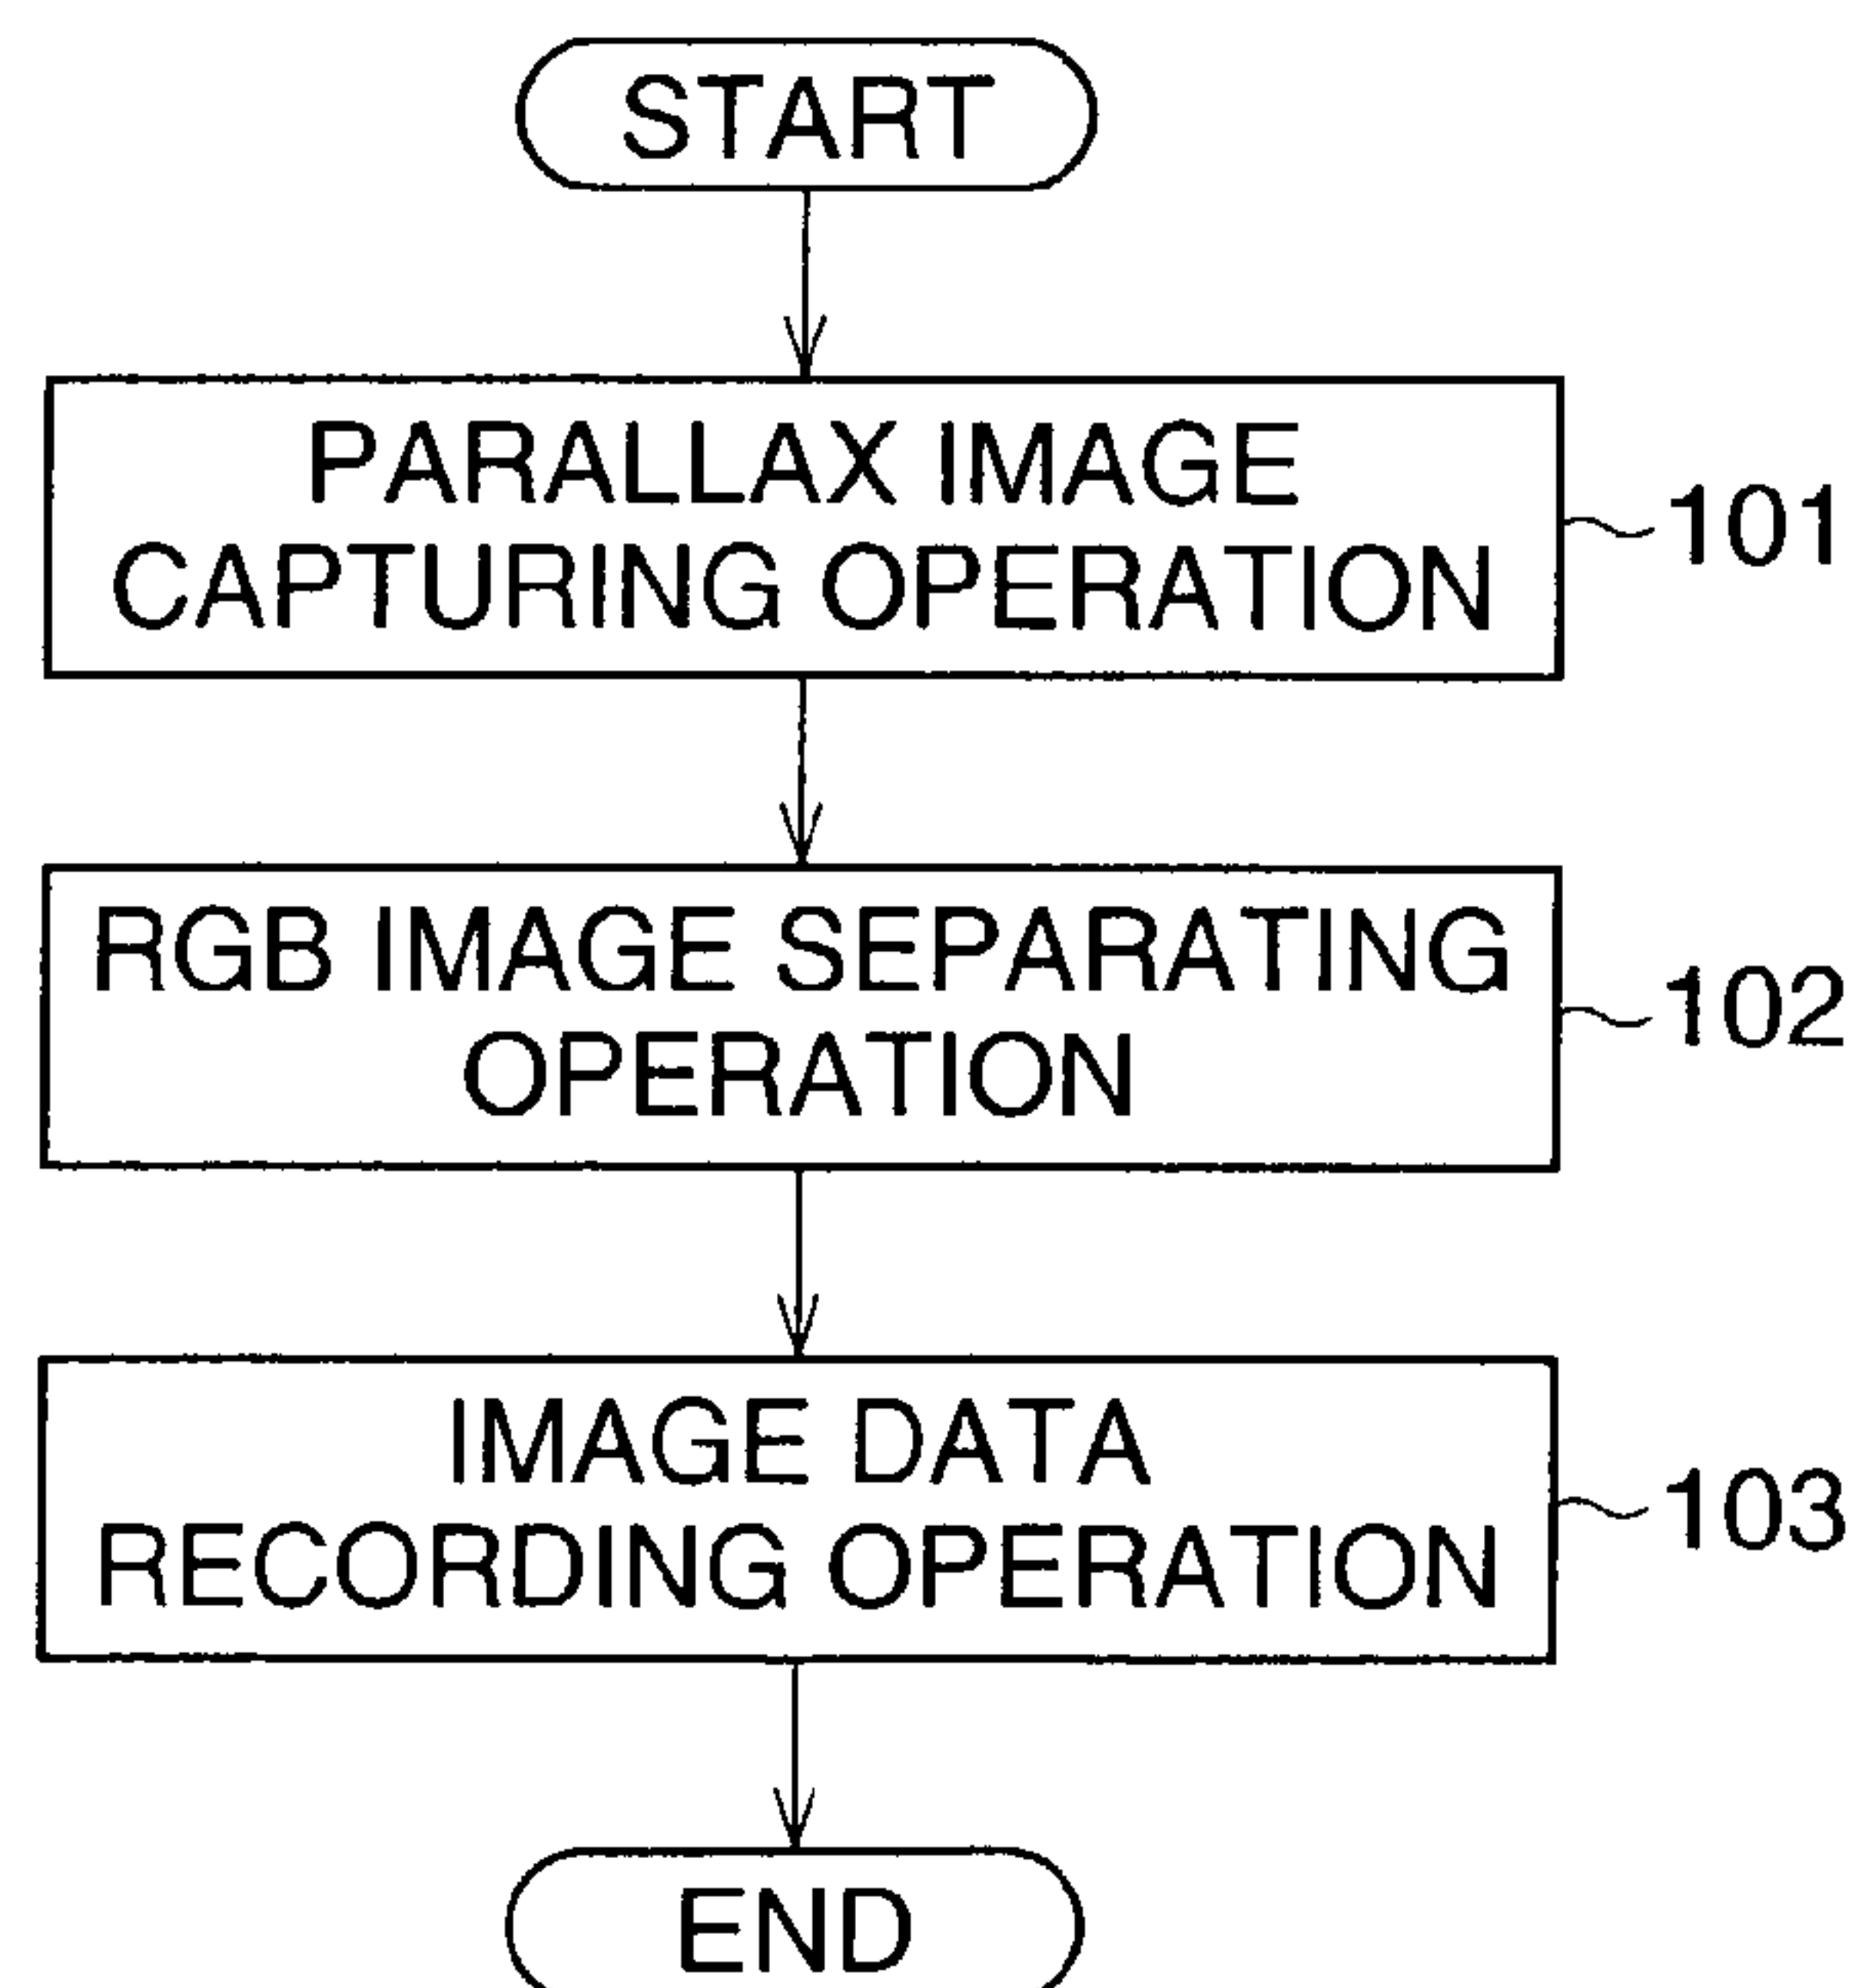 START
PARALLAX IMAGE
CAPTURING OPERATION
101
RGB IMAGE SEPARATING
OPERATION
102
IMAGE DATA
RECORDING OPERATION
103
END